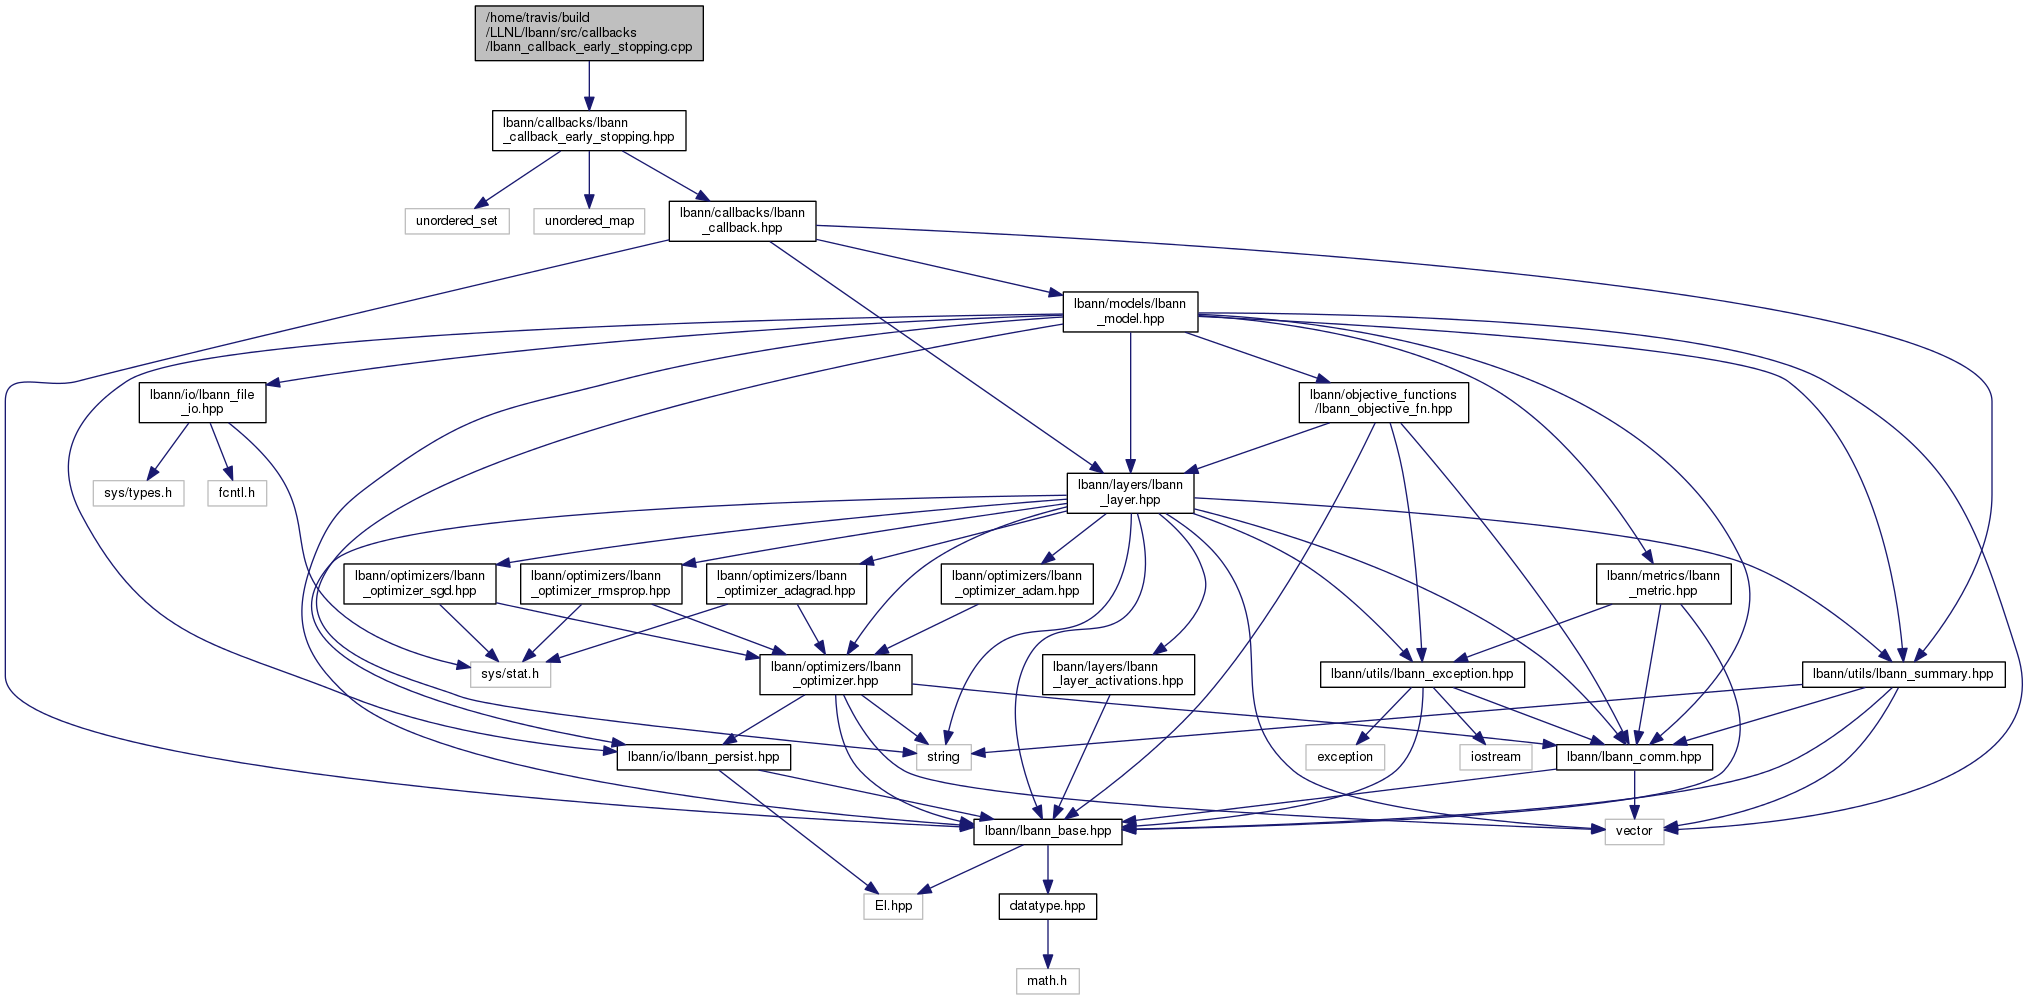 /home/travis/build
/LLNL/lbann/src/callbacks
/lbann_callback_early_stopping.cpp
lbann/callbacks/lbann
_callback_early_stopping.hpp
unordered_set
unordered_map
lbann/callbacks/lbann
_callback.hpp
lbann/models/lbann
_model.hpp
lbann/io/lbann_file
_io.hpp
lbann/objective_functions
/lbann_objective_fn.hpp
sys/types.h
fcntl.h
lbann/layers/lbann
_layer.hpp
lbann/optimizers/lbann
_optimizer_sgd.hpp
lbann/optimizers/lbann
_optimizer_rmsprop.hpp
lbann/optimizers/lbann
_optimizer_adagrad.hpp
lbann/optimizers/lbann
_optimizer_adam.hpp
lbann/metrics/lbann
_metric.hpp
sys/stat.h
lbann/optimizers/lbann
_optimizer.hpp
lbann/layers/lbann
_layer_activations.hpp
lbann/utils/lbann_exception.hpp
lbann/utils/lbann_summary.hpp
lbann/io/lbann_persist.hpp
string
exception
iostream
lbann/lbann_comm.hpp
lbann/lbann_base.hpp
vector
El.hpp
datatype.hpp
math.h